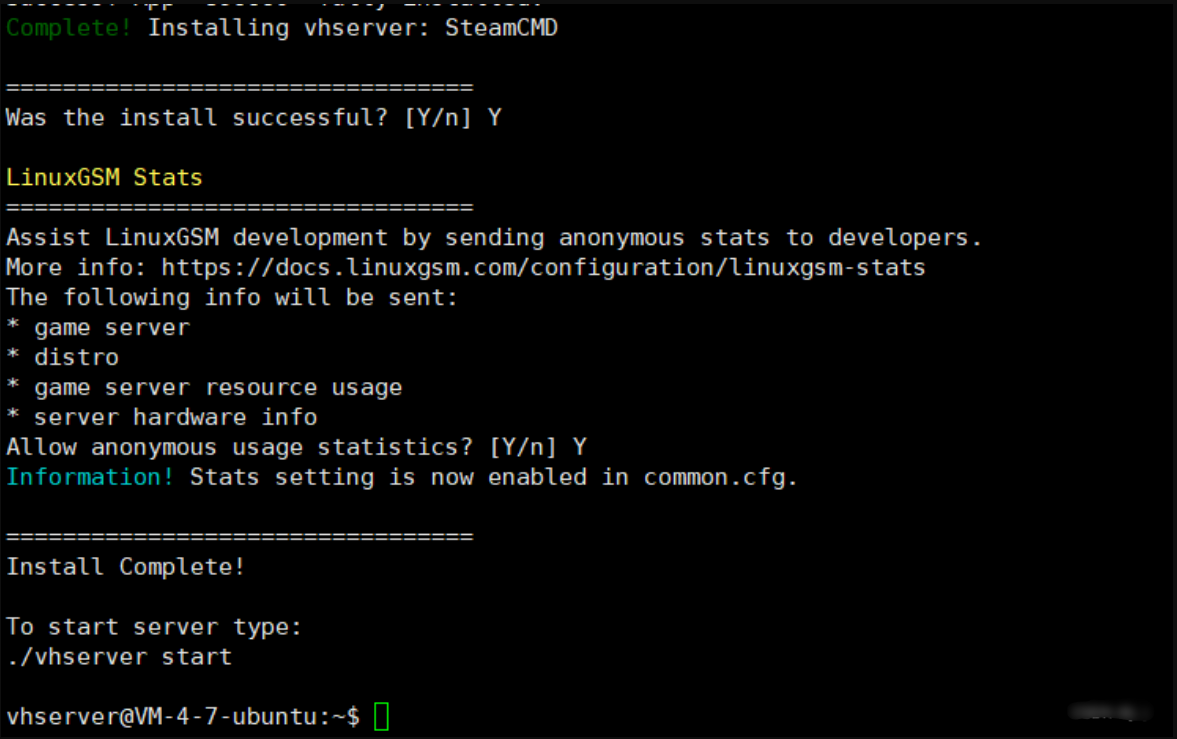 Complete! Installing vhserver: SteamCMD
=================================
Was the install successful? [Y/n] Y
LinuxGSM Stats
=================================
Assist LinuxGSM development by sending anonymous stats to developers.
More info: https://docs.linuxgsm.com/configuration/linuxgsm-stats
The following info will be sent:
* game server
* distro
* game server resource usage
* server hardware info
Allow anonymous usage statistics? [Y/n] Y
Information! Stats setting is now enabled in common.cfg.
=================================
Install Complete!
To start server type:
./vhserver start
vhserver@VM-4-7-ubuntu:~$